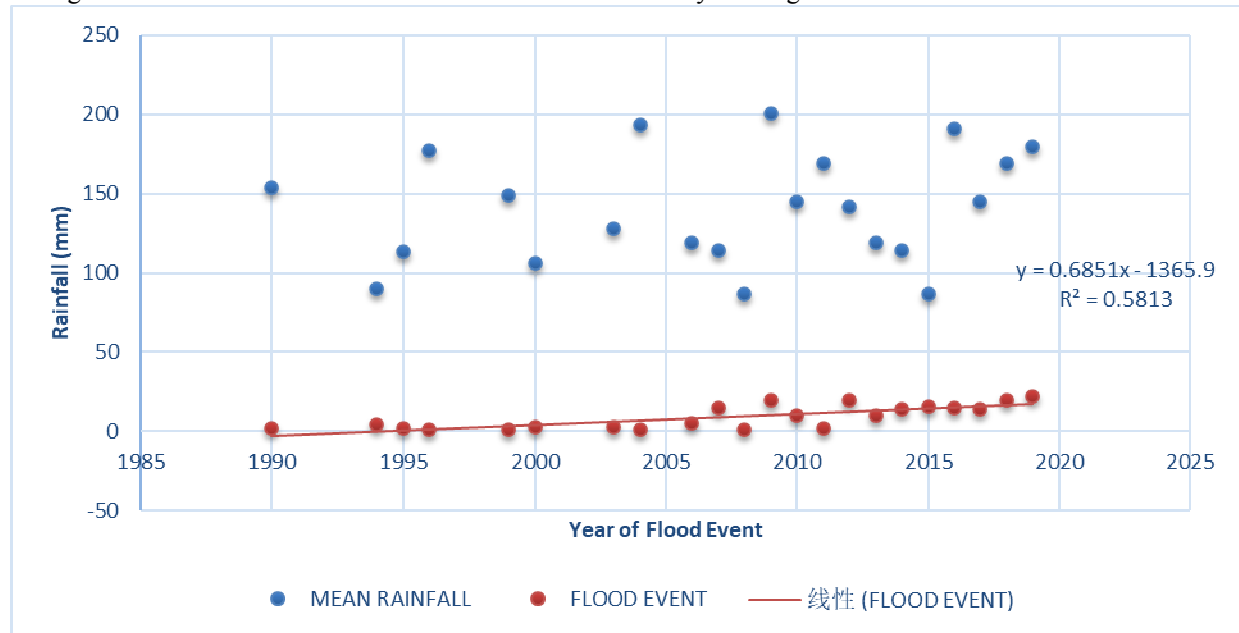 250
200
150
100
50
0
-50
Rainfall (mm)
y = 0.6851x - 1365.9
R² = 0.5813
1985 1990 1995 2000 2005 2010 2015 2020 2025
Year of Flood Event
MEAN RAINFALL FLOOD EVENT 线性 (FLOOD EVENT)